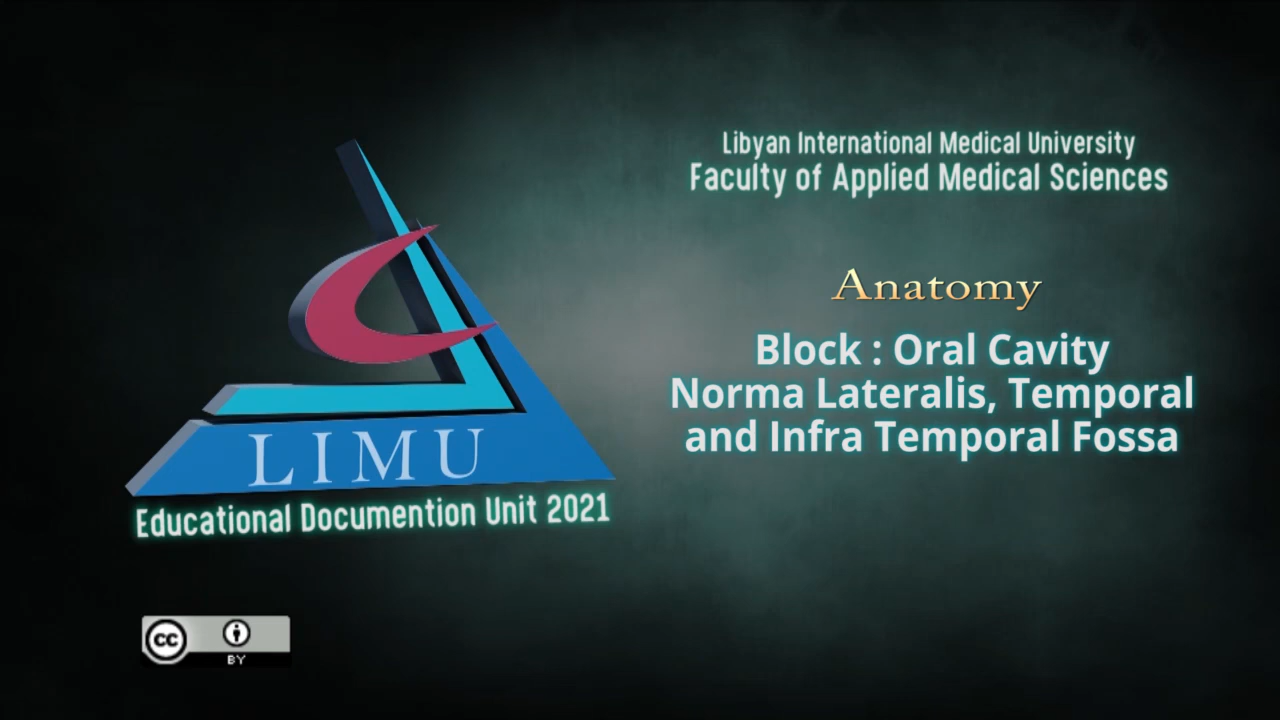 Libyan International Medical University
Faculty of Applied Medical Sciences
Anatomy
Block : Oral Cavity
Norma Lateralis, Temporal
and Infra Temporal Fossa
LIMU
Educational Documention Unit 2021
cc
BY